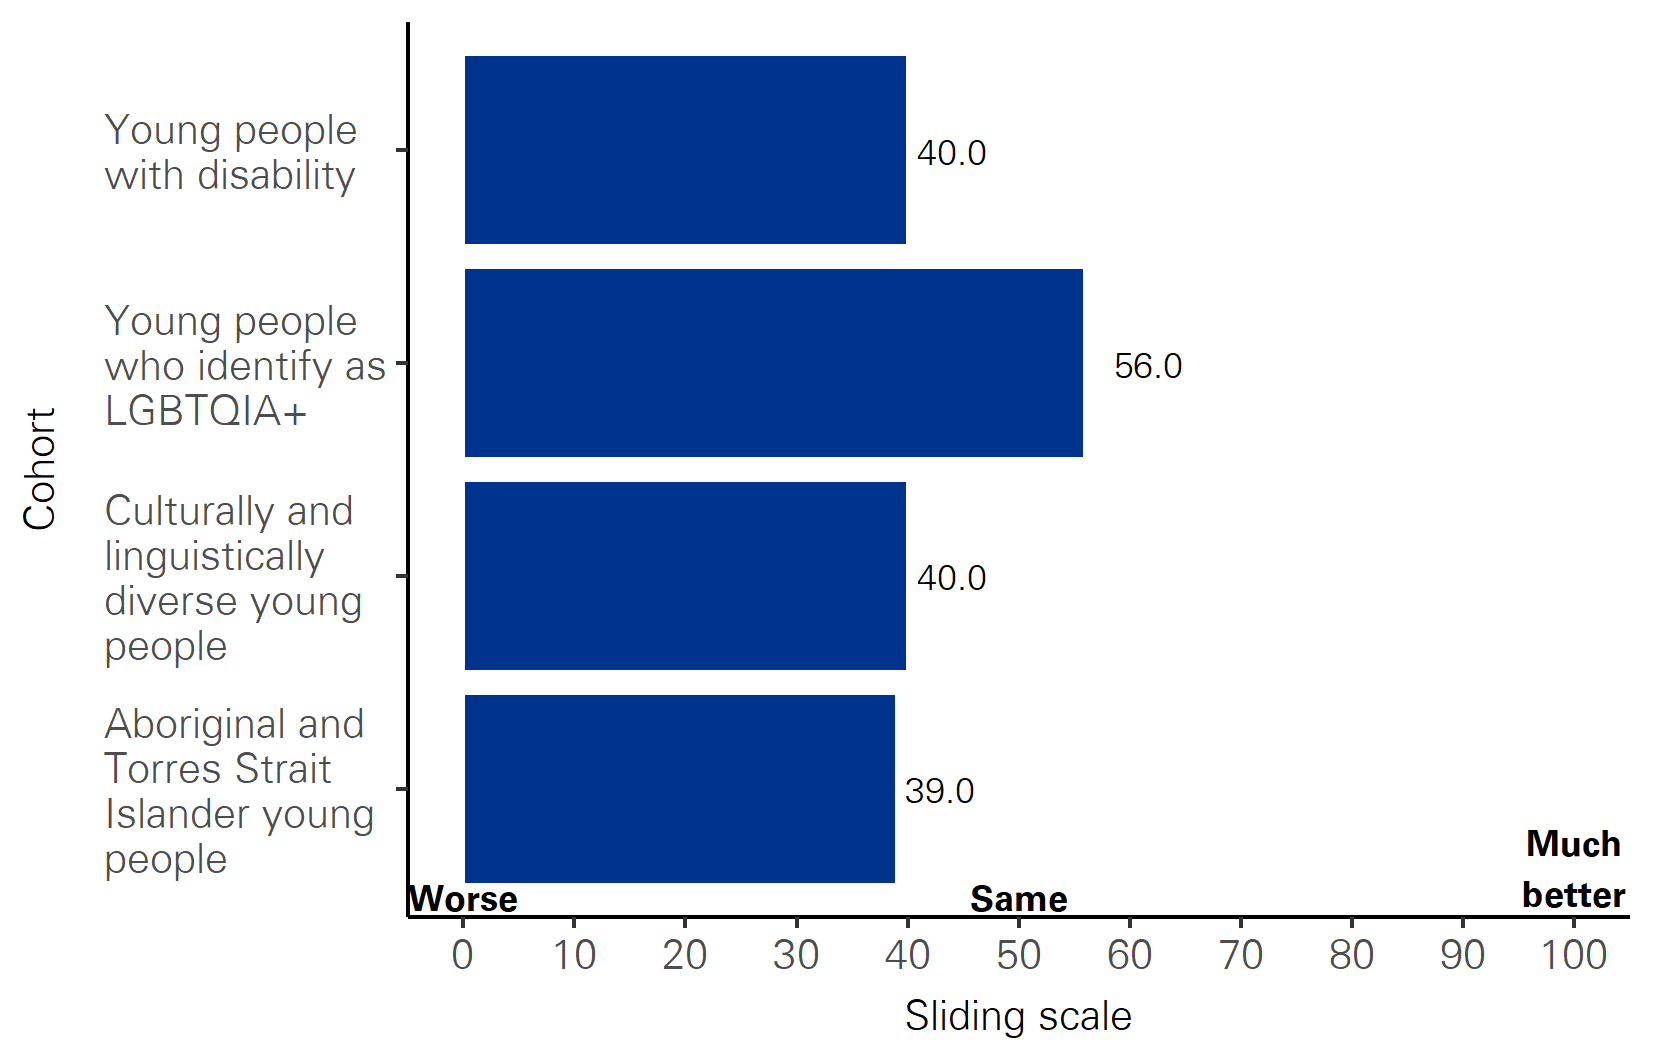 Cohort
Young people
with disability
40.0
Young people
who identify as
LGBTQIA+
56.0
Culturally and
linguistically
diverse young
people
40.0
Aboriginal and
Torres Strait
Islander young
people
39.0
Worse
Same
Much
better
0 10 20 30 40 50 60 70 80 90 100
Sliding scale